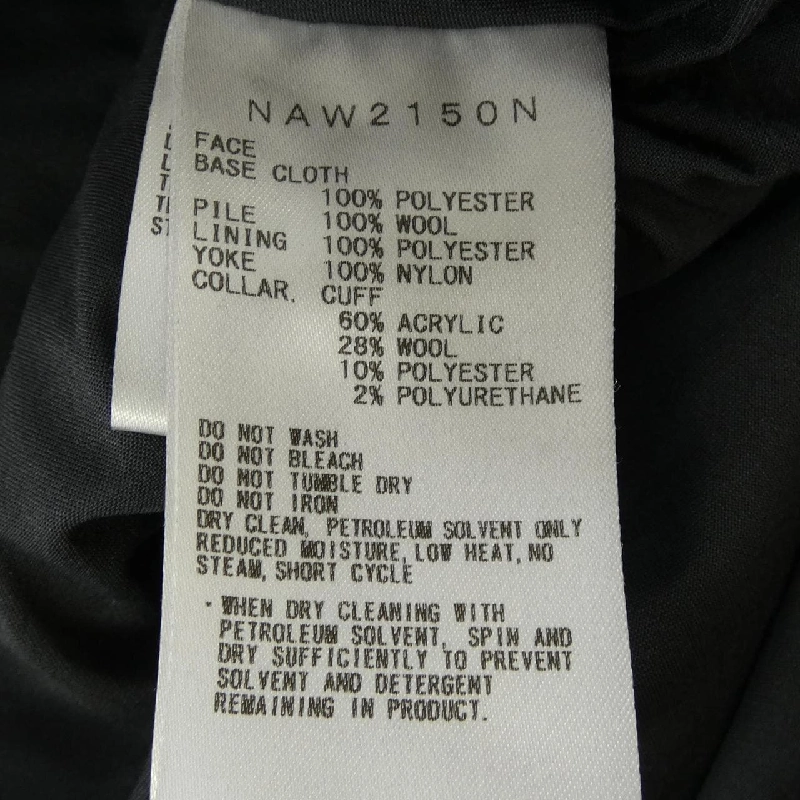 NAW2150N
FACE
BASE CLOTH
100% POLYESTER
PILE 100% WOOL
LINING 100% POLYESTER
YOKE 100% NYLON
COLLAR. CUFF
60% ACRYLIC
28% WOOL
10% POLYESTER
2% POLYURETHANE
DO NOT WASH
DO NOT BLEACH
DO NOT TUMBLE DRY
DO NOT IRON
DRY CLEAN, PETROLEUM SOLVENT ONLY
REDUCED MOISTURE, LOW HEAT, NO
STEAM, SHORT CYCLE
・WHEN DRY CLEANING WITH
PETROLEUM SOLVENT, SPIN AND
DRY SUFFICIENTLY TO PREVENT
SOLVENT AND DETERGENT
REMAINING IN PRODUCT.